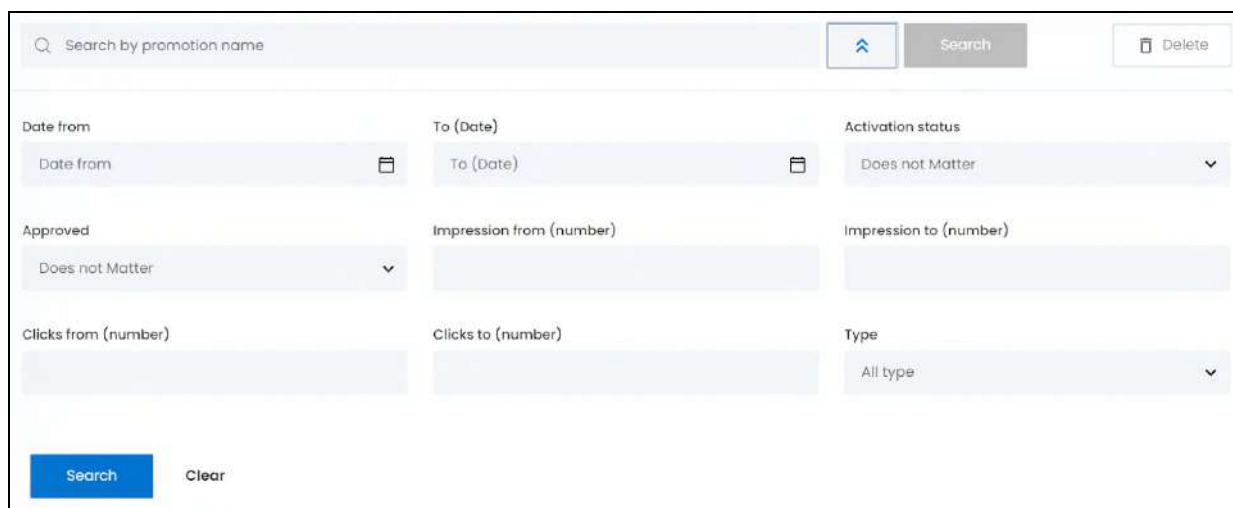 Search by promotion name Search Delete
Date from To (Date) Activation status
Date from To (Date) Does not Matter
Approved Impression from (number) Impression to (number)
Does not Matter
Clicks from (number) Clicks to (number) Type
All type
Search Clear